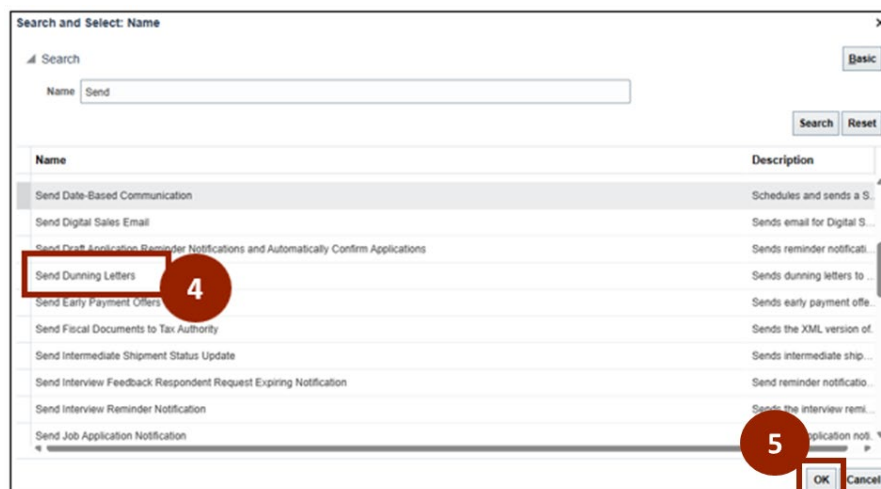 Search and Select: Name
Search
Basic
Name Send
Search Reset
Name Description
Send Date-Based Communication Schedules and sends a S..
Send Digital Sales Email Sends email for Digital S...
Send Draft Application Reminder Notifications and Automatically Confirm Applications Sends reminder notificati...
Send Dunning Letters Sends dunning letters to ...
4
Send Early Payment Offers Sends early payment offe...
Send Fiscal Documents to Tax Authority Sends the XML version of.
Send Intermediate Shipment Status Update Sends intermediate ship...
Send Interview Feedback Respondent Request Expiring Notification Send reminder notificatio...
Send Interview Reminder Notification Sends the interview remi...
Send Job Application Notification plication noti.
5
OK Cancel